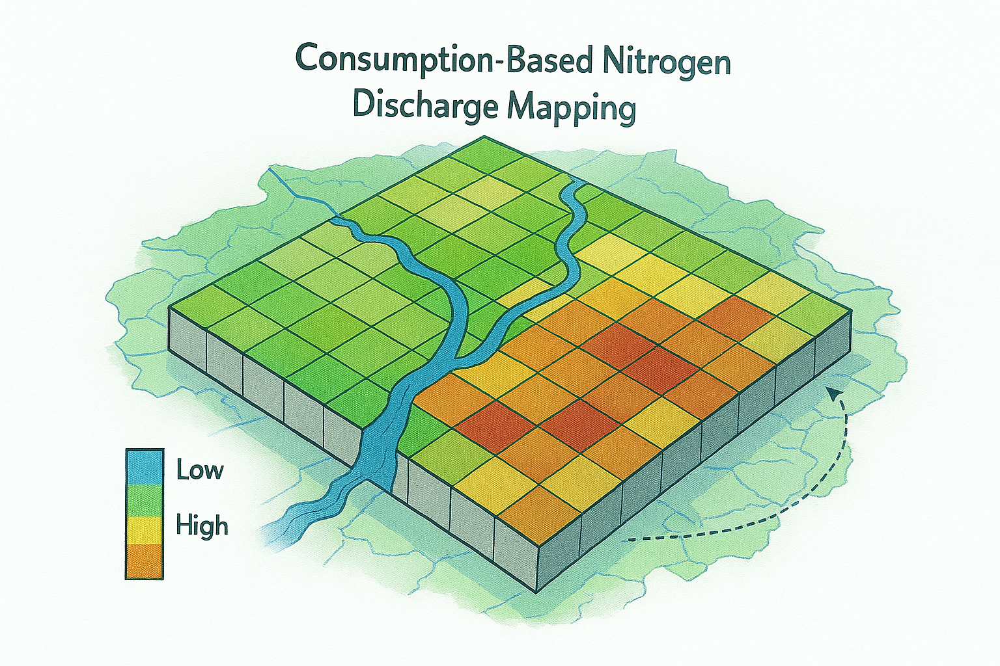 Consumption-Based Nitrogen
Discharge Mapping
Low
High